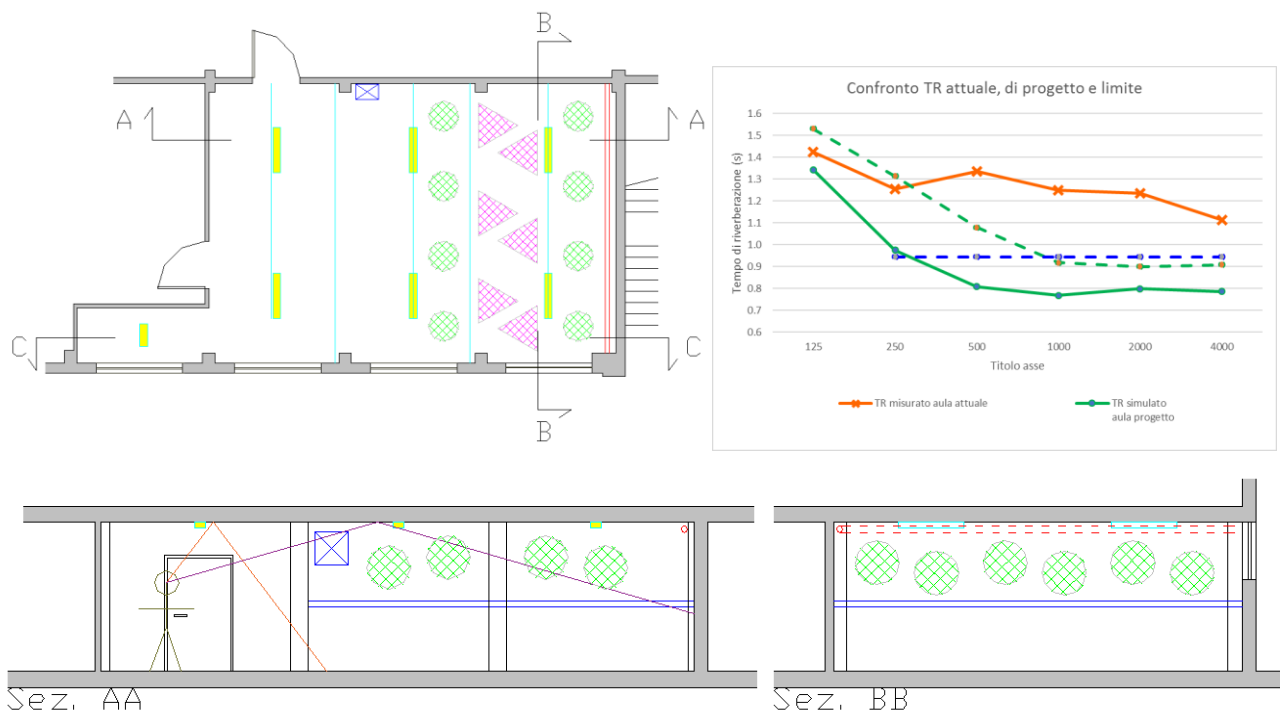 B
A
A
C
C
B
Confronto TR attuale, di progetto e limite
Tempo di riverberazione (s)
1.6
1.5
1.4
1.3
1.2
1.1
1.0
0.9
0.8
0.7
0.6
125 250 500 1000 2000 4000
Titolo asse
TR misurato aula attuale
TR simulato
aula progetto
Sez. AA
Sez. BB